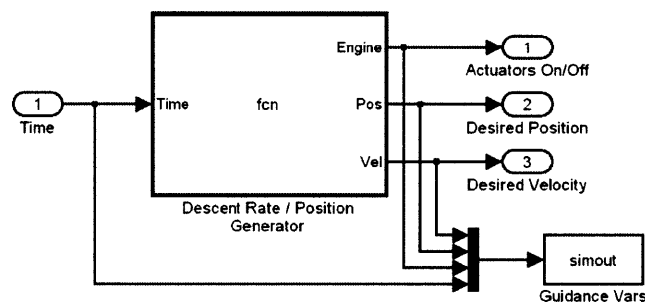 Engine
1
Actuators On/Off
1
Time
Time
fcn
Pos
2
Desired Position
Vel
3
Desired Velocity
Descent Rate / Position
Generator
simout
Guidance Vars